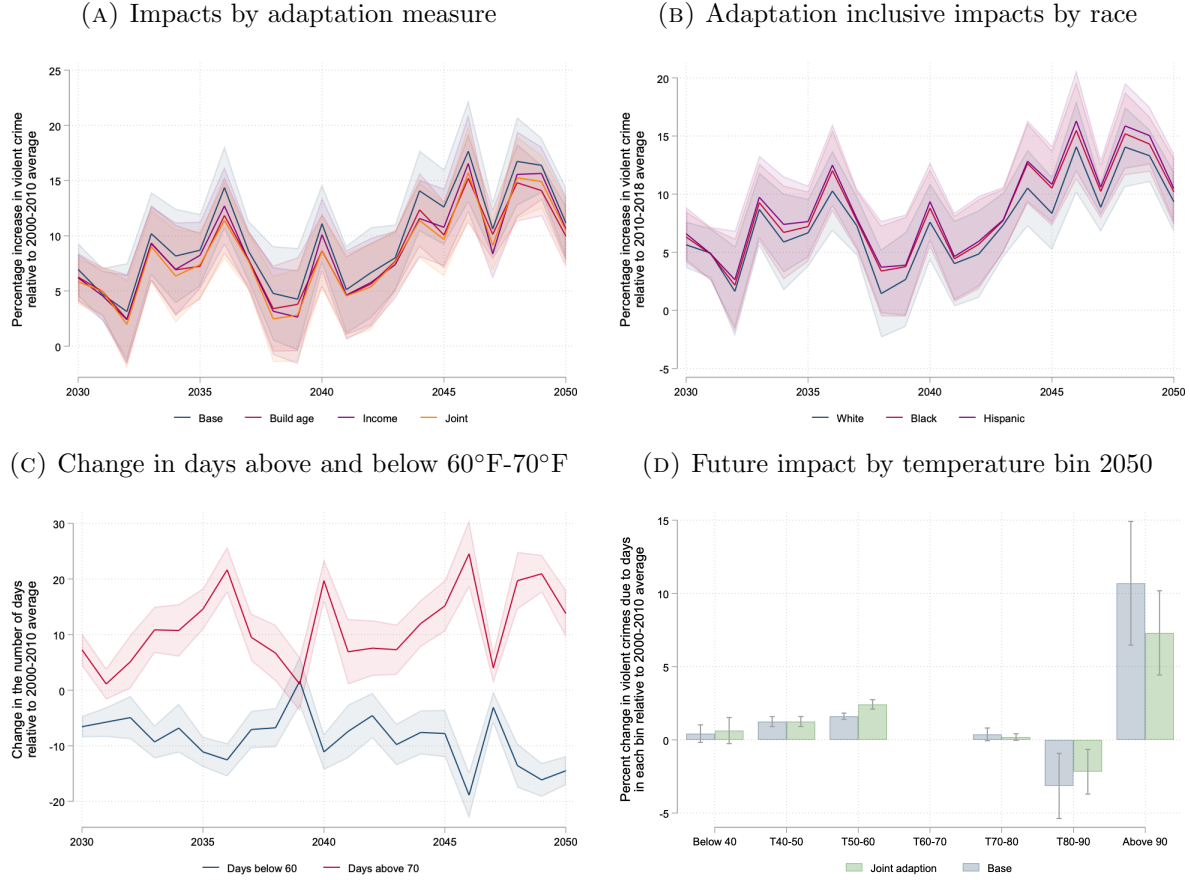 (A) Impacts by adaptation measure
Percentage increase in violent crime
relative to 2000-2010 average
25
20
15
10
5
0
2030 2035 2040 2045 2050
Base Build age Income Joint
(B) Adaptation inclusive impacts by race
Percentage increase in violent crime
relative to 2010-2018 average
20
15
10
5
0
-5
2030 2035 2040 2045 2050
White Black Hispanic
(C) Change in days above and below 60°F-70°F
Change in the number of days
relative to 2000-2010 average
30
20
10
0
-10
-20
2030 2035 2040 2045 2050
Days below 60 Days above 70
(D) Future impact by temperature bin 2050
Percent change in violent crimes due to days
in each bin relative to 2000-2010 average
15
10
5
0
-5
Below 40 T40-50 T50-60 T60-70 T70-80 T80-90 Above 90
Joint adaption Base